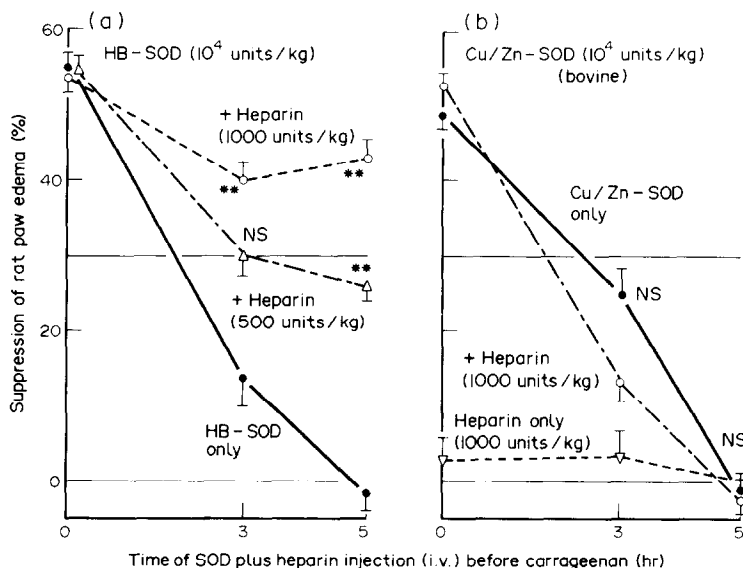 (a)
HB-SOD (10⁴ units/kg)
+ Heparin
(1000 units/kg)
**
**
NS
**
+ Heparin
(500 units/kg)
HB-SOD
only
60
40
20
0
Suppression of rat paw edema (%)
0
3
5
(b)
Cu/Zn-SOD (10⁴ units/kg)
(bovine)
Cu/Zn-SOD
only
NS
+ Heparin
(1000 units/kg)
Heparin only
(1000 units/kg)
NS
0
3
5
Time of SOD plus heparin injection (i.v.) before carrageenan (hr)